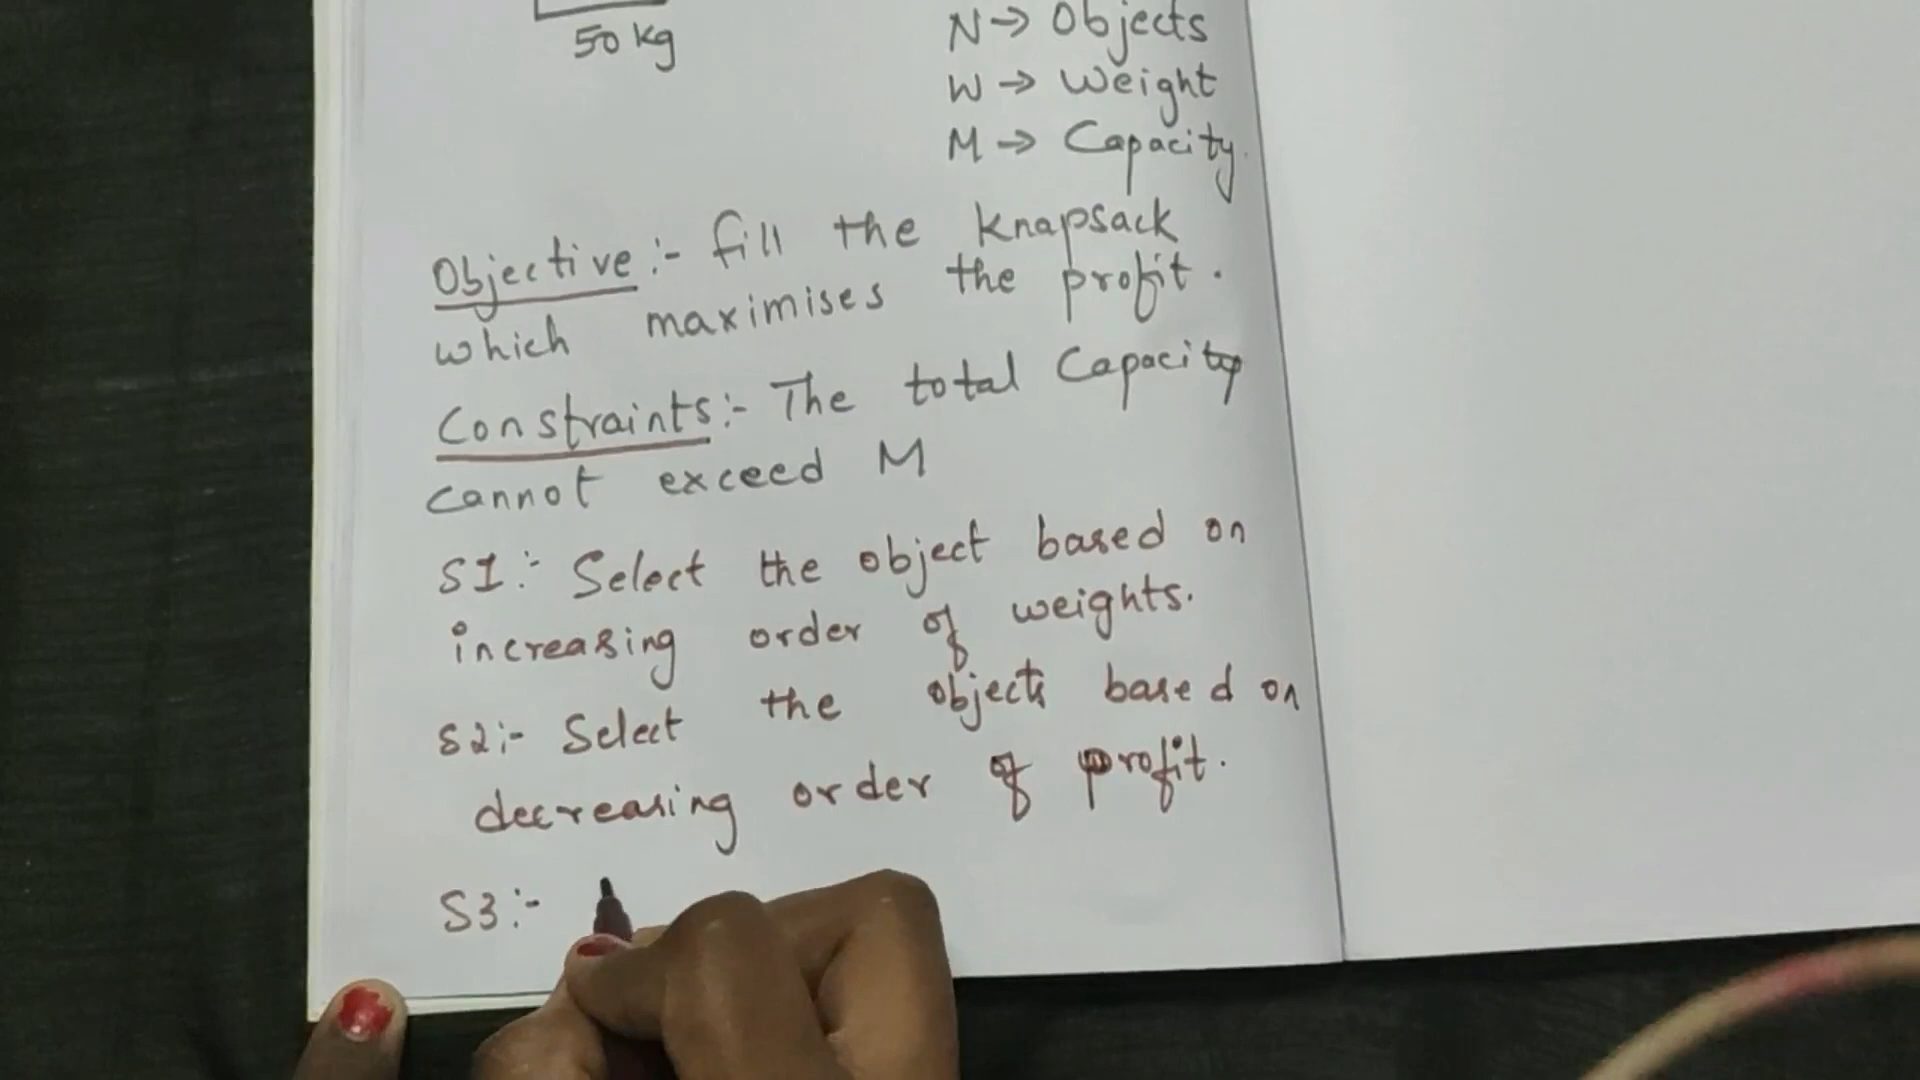 50 kg
N → Objects
W → Weight
M → Capacity.
Objective :- fill the knapsack
which maximises the profit.
Constraints :- The total Capacity
cannot exceed M
S1 :- Select the object based on
increasing order of weights.
S2 :- Select the objects based on
decreasing order of profit.
S3 :-